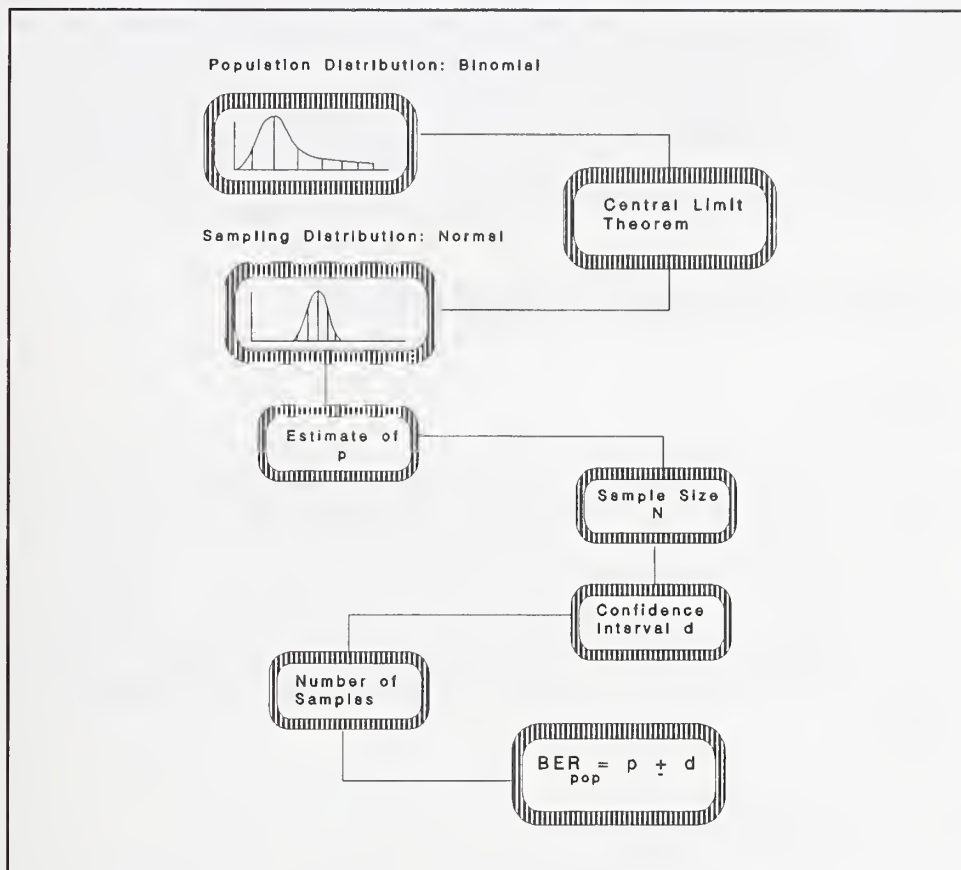 Population Distribution: Binomial
Central Limit
Theorem
Sampling Distribution: Normal
Estimate of
p
Sample Size
N
Confidence
Interval d
Number of
Samples
BER = p ± d
pop